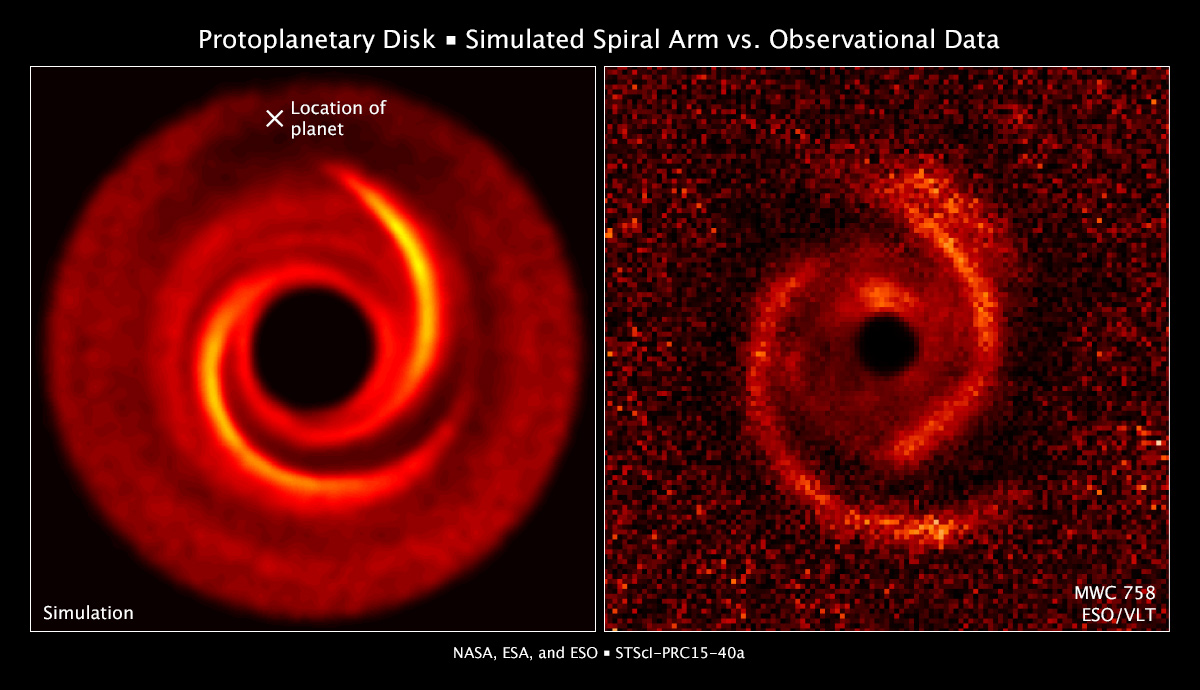 Protoplanetary Disk ▪ Simulated Spiral Arm vs. Observational Data
Location of
planet
Simulation
MWC 758
ESO/VLT
NASA, ESA, and ESO ▪ STScI-PRC15-40a